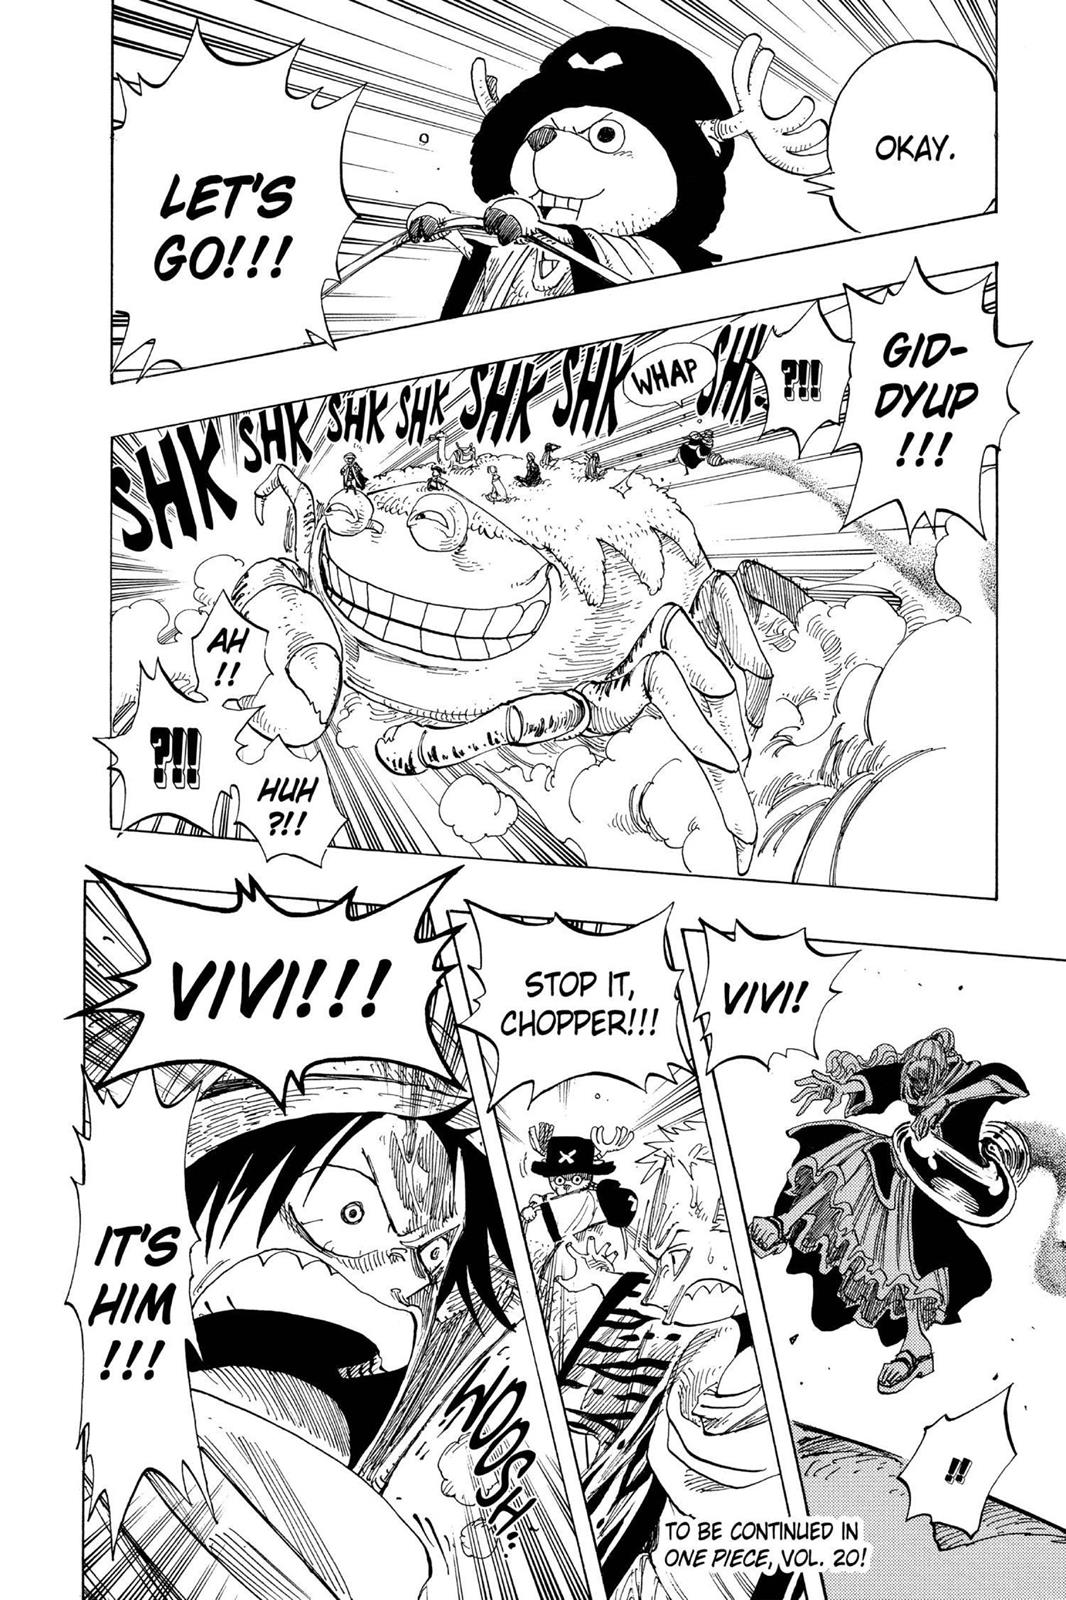 OKAY.
LET'S
GO!!!
GID-
DYUP
!!!
?!!
SHK.
WHAP
SHK
SHK
SHK
SHK
SHK
SHK
AH
!!
?!!
HUH
?!!
VIVI!
!!
STOP IT,
CHOPPER!!!
VIVI!!!
IT'S
HIM
!!!
WOOSH...
TO BE CONTINUED IN
ONE PIECE, VOL. 20!